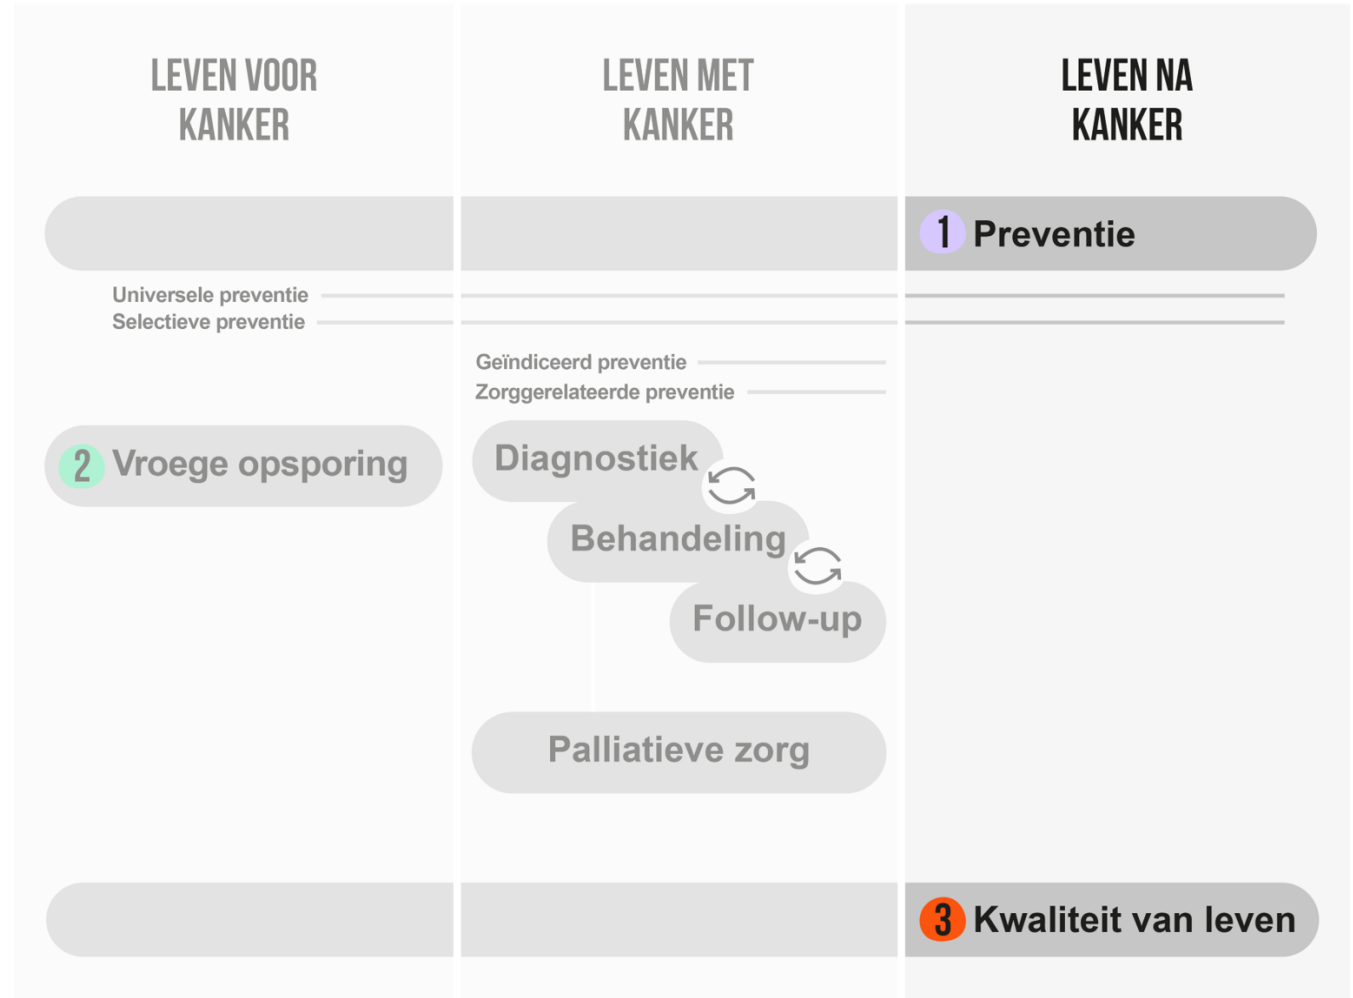 LEVEN VOOR
KANKER
LEVEN MET
KANKER
LEVEN NA
KANKER
1 Preventie
Universele preventie
Selectieve preventie
Geïndiceerd preventie
Zorggerelateerde preventie
2 Vroege opsporing
Diagnostiek
Behandeling
Follow-up
Palliatieve zorg
3 Kwaliteit van leven